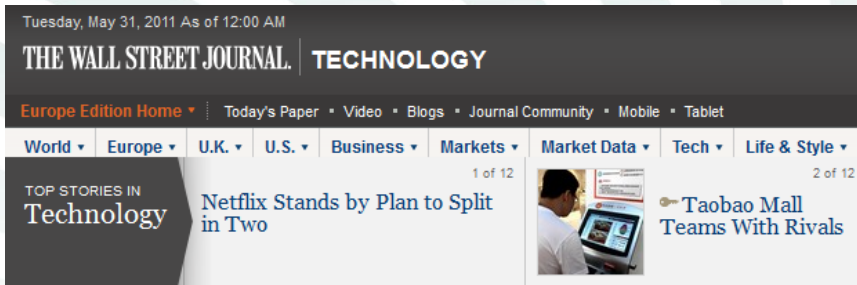 Tuesday, May 31, 2011 As of 12:00 AM
THE WALL STREET JOURNAL. TECHNOLOGY
Europe Edition Home Today's Paper Video Blogs Journal Community Mobile Tablet
World Europe U.K. U.S. Business Markets Market Data Tech Life & Style
TOP STORIES IN
Technology
1 of 12
Netflix Stands by Plan to Split
in Two
2 of 12
Taobao Mall
Teams With Rivals